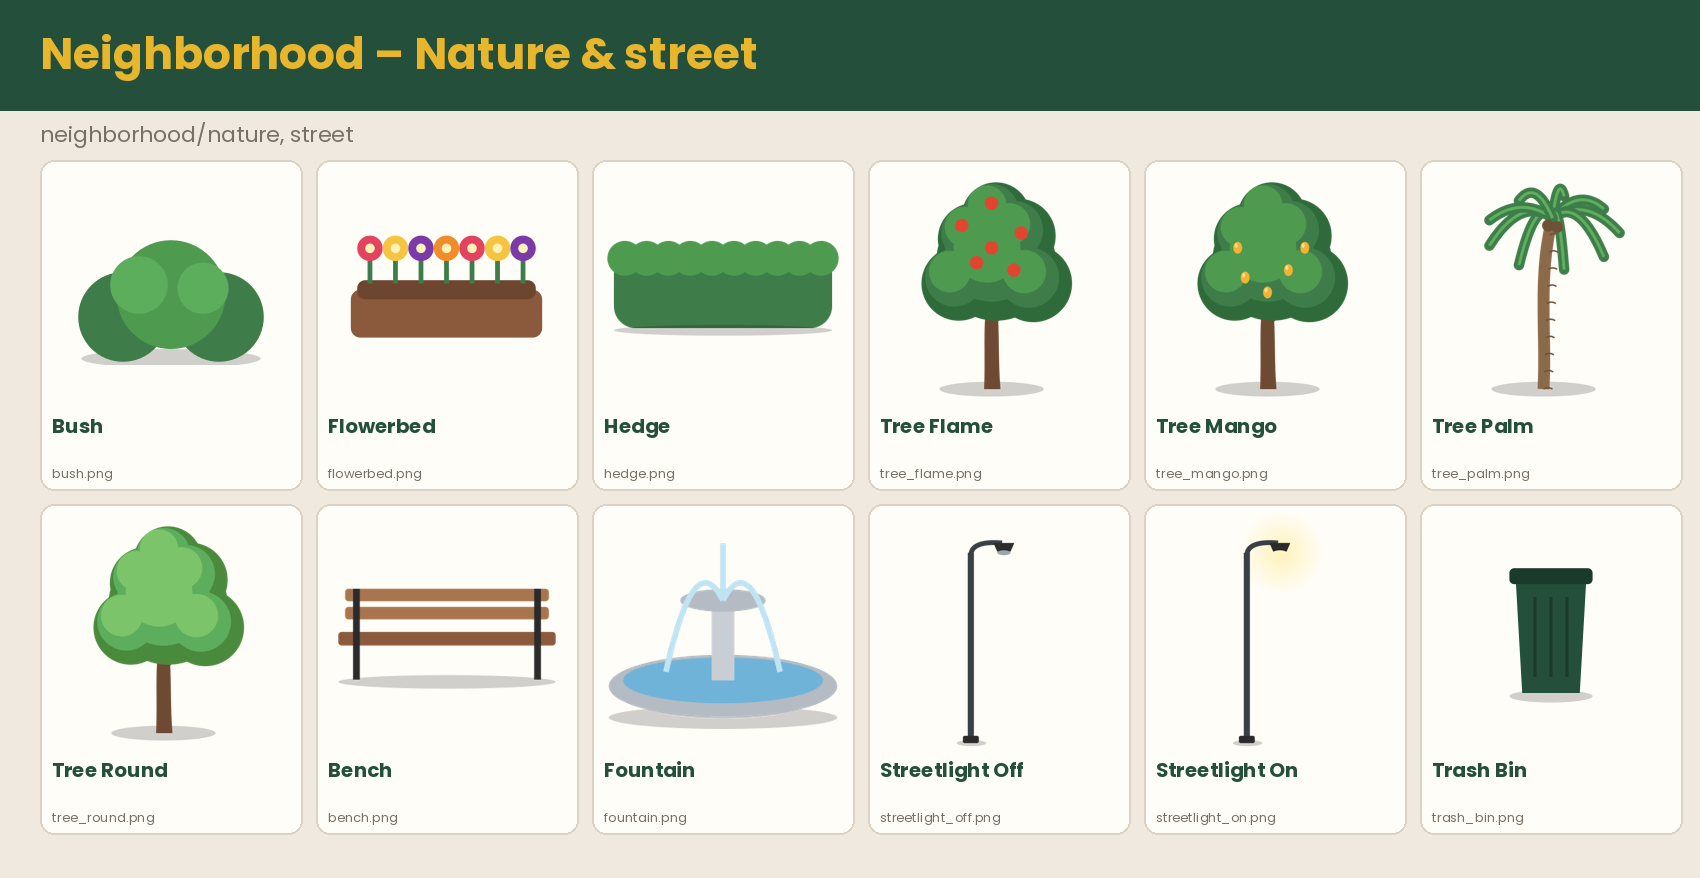 Neighborhood – Nature & street
neighborhood/nature, street
Bush
bush.png
Flowerbed
flowerbed.png
Hedge
hedge.png
Tree Flame
tree_flame.png
Tree Mango
tree_mango.png
Tree Palm
tree_palm.png
Tree Round
tree_round.png
Bench
bench.png
Fountain
fountain.png
Streetlight Off
streetlight_off.png
Streetlight On
streetlight_on.png
Trash Bin
trash_bin.png